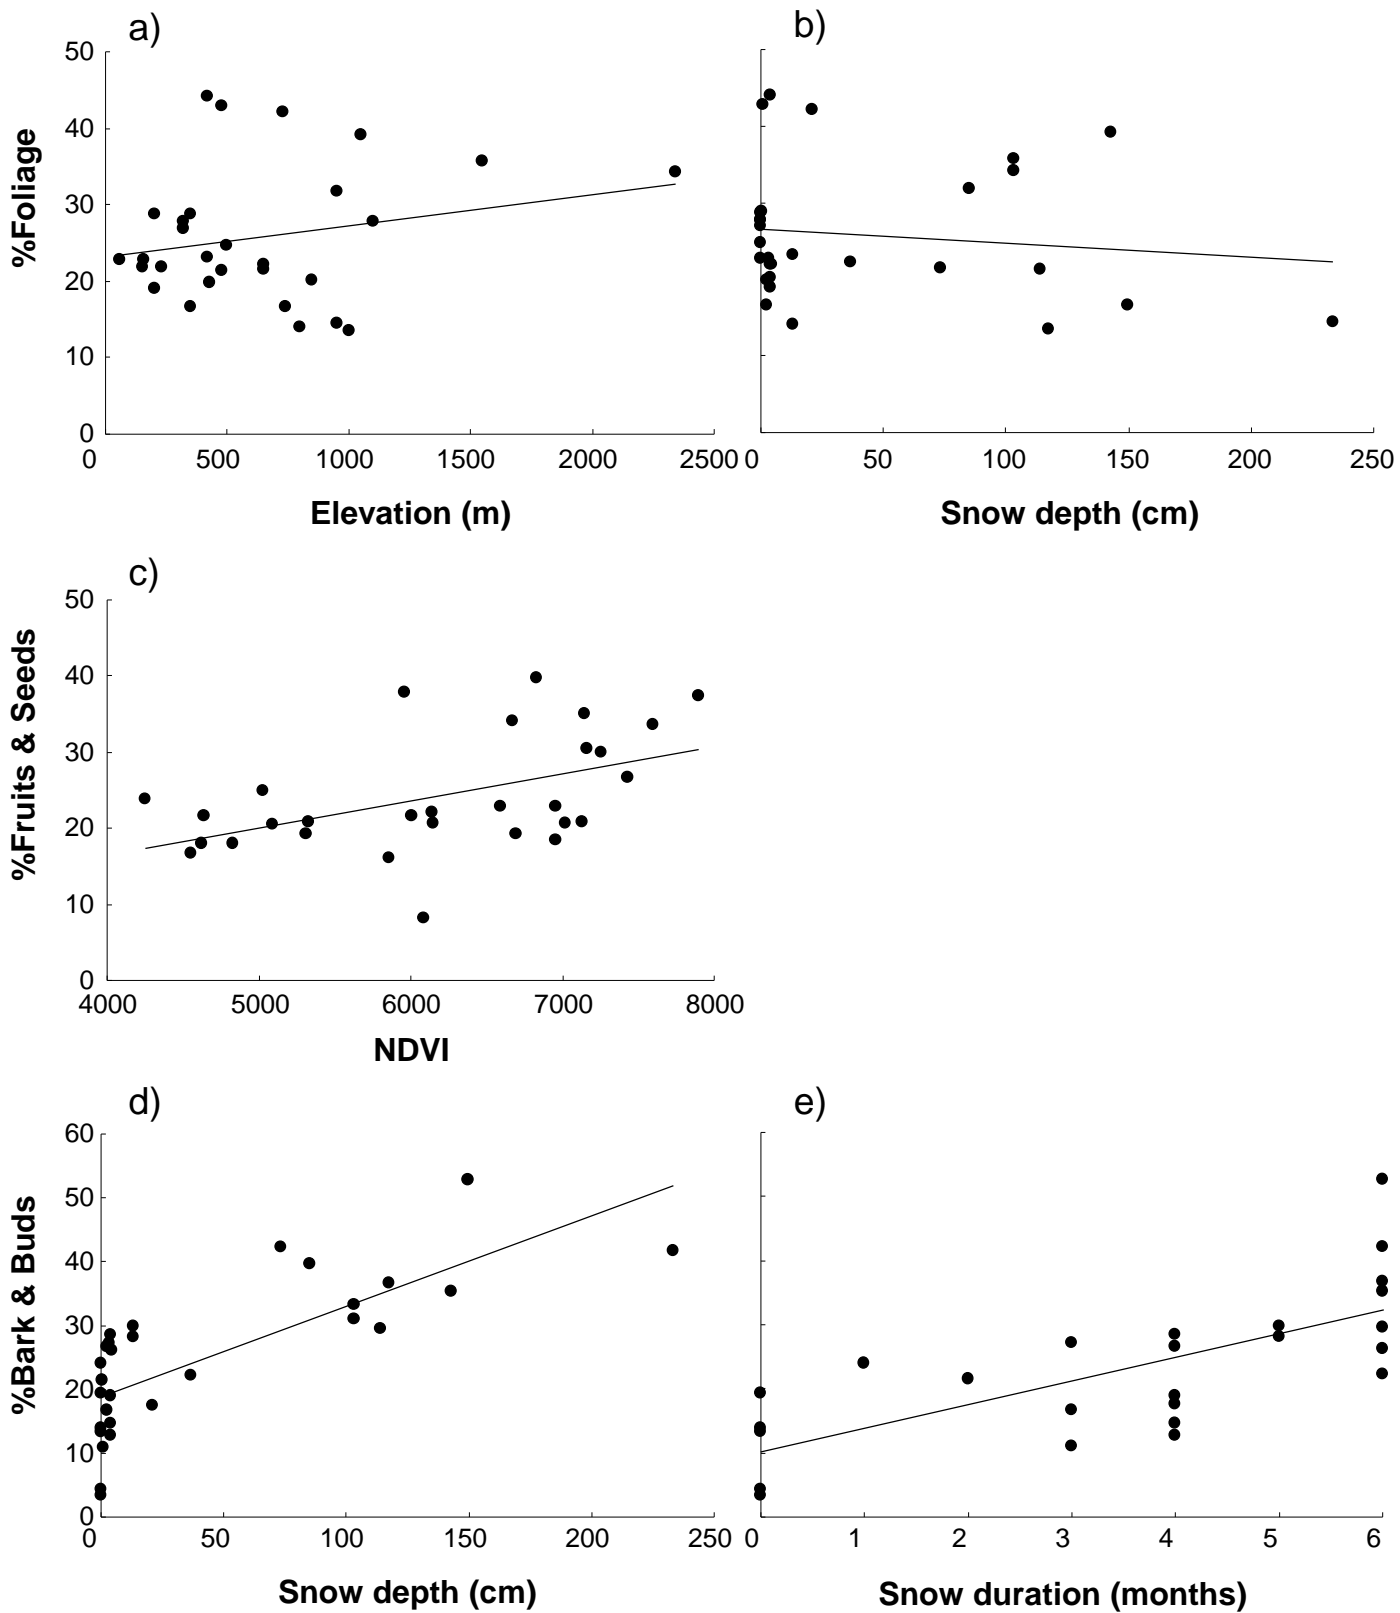 a)
50
40
30
20
10
0
%Foliage
0 500 1000 1500 2000 2500
Elevation (m)
b)
0 50 100 150 200 250
Snow depth (cm)
c)
50
40
30
20
10
0
%Fruits & Seeds
4000 5000 6000 7000 8000
NDVI
d)
60
50
40
30
20
10
0
%Bark & Buds
0 50 100 150 200 250
Snow depth (cm)
e)
0 1 2 3 4 5 6
Snow duration (months)